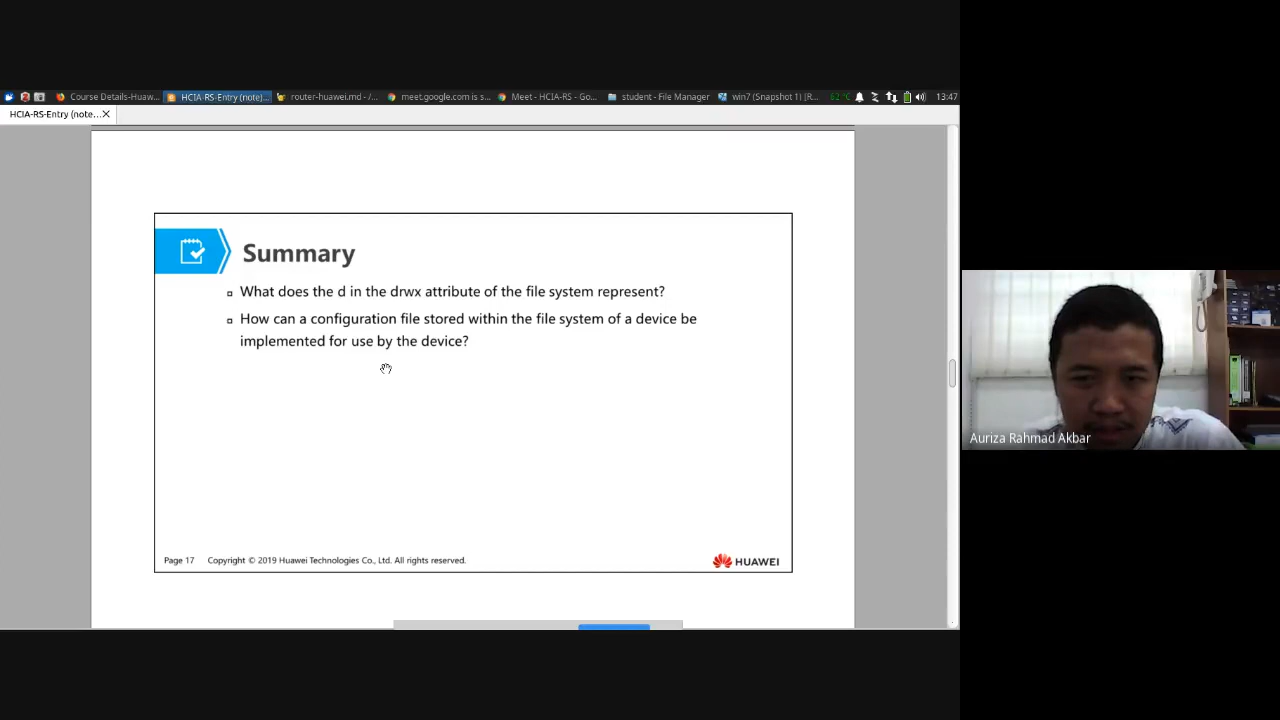 Course Details-Huaw...
HCIA-RS-Entry (note)...
router-huawei.md - /...
meet.google.com is s...
Meet - HCIA-RS - Go...
student - File Manager
win7 (Snapshot 1) [R...
62 °C
13:47
HCIA-RS-Entry (note...
Summary
What does the d in the drwx attribute of the file system represent?
How can a configuration file stored within the file system of a device be
implemented for use by the device?
Page 17
Copyright © 2019 Huawei Technologies Co., Ltd. All rights reserved.
HUAWEI
Auriza Rahmad Akbar